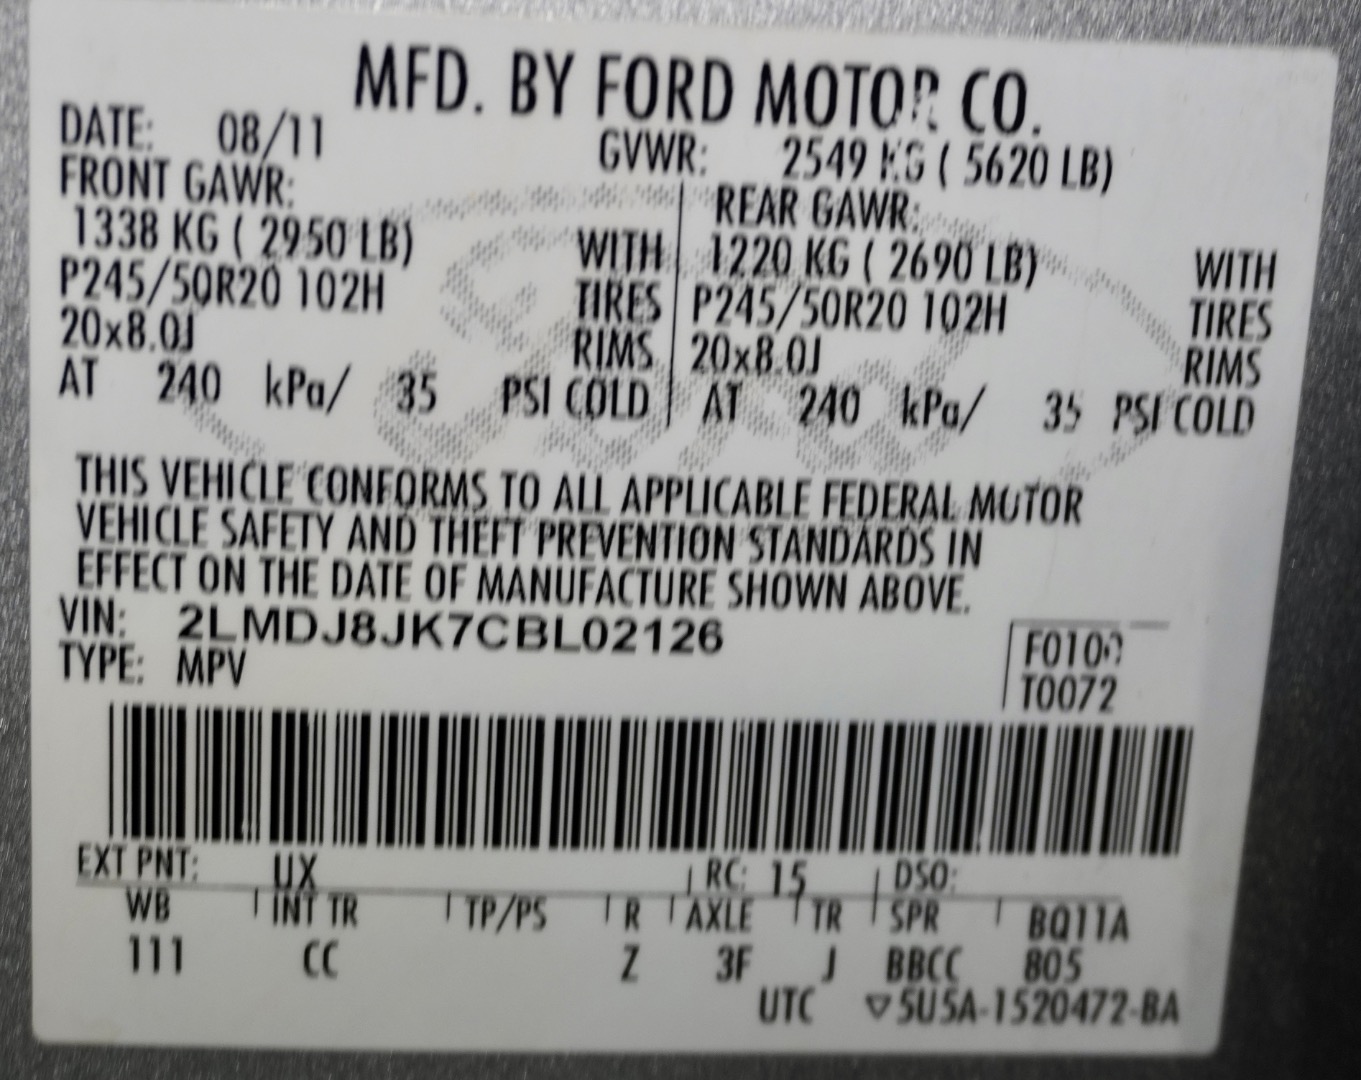 MFD. BY FORD MOTOR CO.
DATE: 08/11 GVWR: 2549 KG ( 5620 LB)
FRONT GAWR: REAR GAWR:
1338 KG ( 2950 LB) WITH 1220 KG ( 2690 LB) WITH
P245/50R20 102H TIRES P245/50R20 102H TIRES
20x8.0J RIMS 20x8.0J RIMS
AT 240 kPa/ 35 PSI COLD AT 240 kPa/ 35 PSI COLD
THIS VEHICLE CONFORMS TO ALL APPLICABLE FEDERAL MOTOR
VEHICLE SAFETY AND THEFT PREVENTION STANDARDS IN
EFFECT ON THE DATE OF MANUFACTURE SHOWN ABOVE.
VIN: 2LMDJ8JK7CBL02126
TYPE: MPV
T0072
EXT PNT: UX RC: 15 DSO:
WB INT TR TP/PS R AXLE TR SPR BQ11A
111 CC Z 3F J BBCC 805
UTC ▽5U5A-1520472-BA